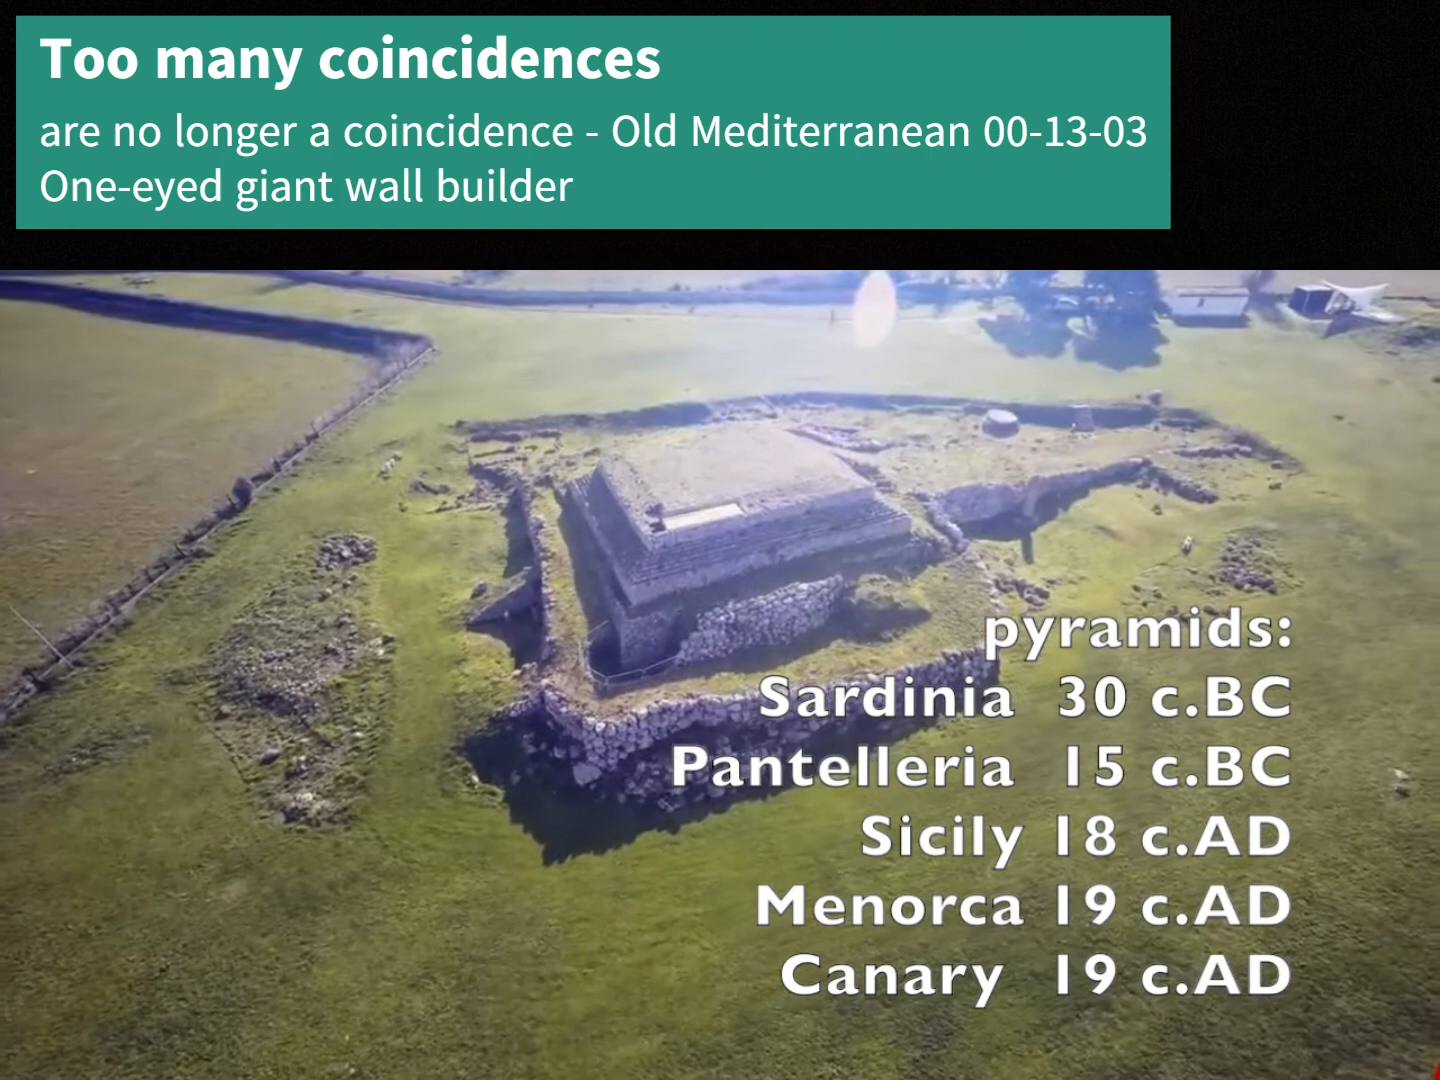 Too many coincidences
are no longer a coincidence - Old Mediterranean 00-13-03
One-eyed giant wall builder
pyramids:
Sardinia 30 c.BC
Pantelleria 15 c.BC
Sicily 18 c.AD
Menorca 19 c.AD
Canary 19 c.AD